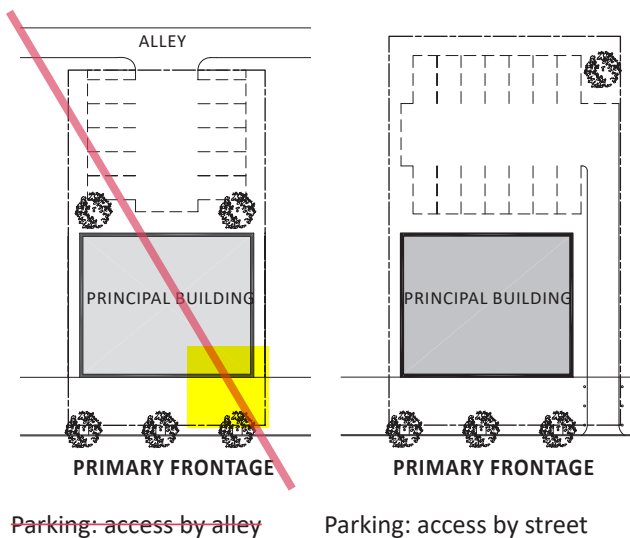 ALLEY
PRINCIPAL BUILDING
PRINCIPAL BUILDING
PRIMARY FRONTAGE
PRIMARY FRONTAGE
Parking: access by alley
Parking: access by street